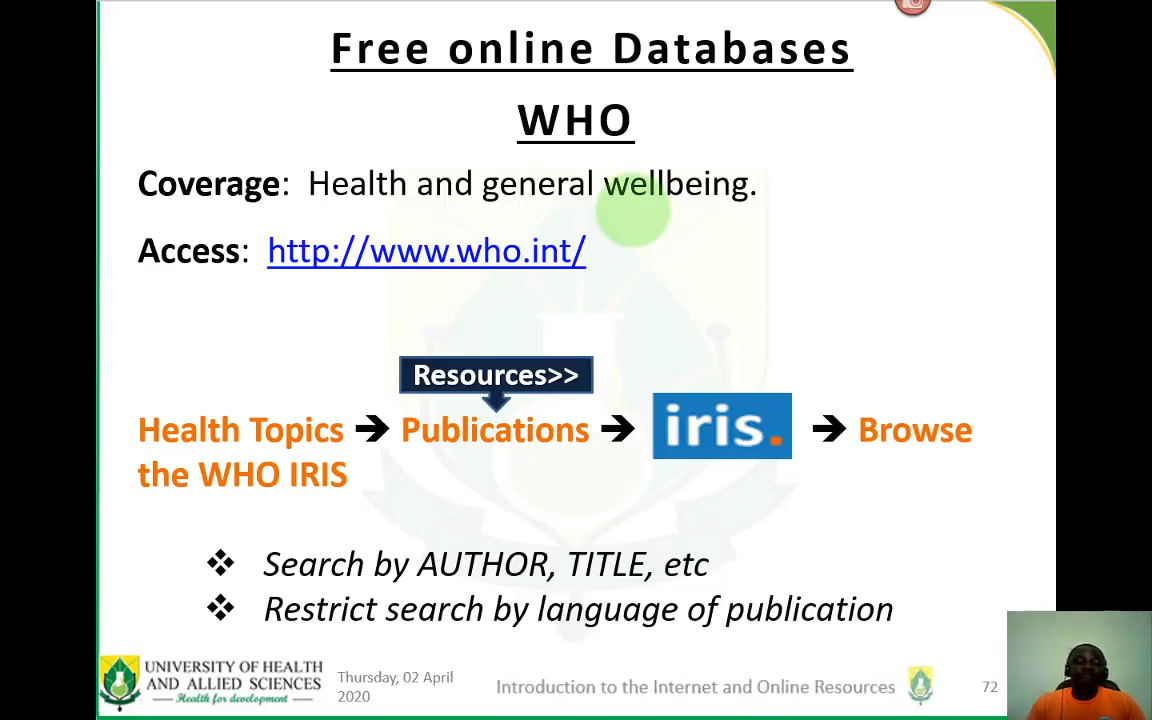 Free online Databases
WHO
Coverage: Health and general wellbeing.
Access: http://www.who.int/
Resources>>
Health Topics ➔ Publications ➔ iris. ➔ Browse
the WHO IRIS
❖ Search by AUTHOR, TITLE, etc
❖ Restrict search by language of publication
UNIVERSITY OF HEALTH
AND ALLIED SCIENCES
Health for development
Thursday, 02 April
2020
Introduction to the Internet and Online Resources
72